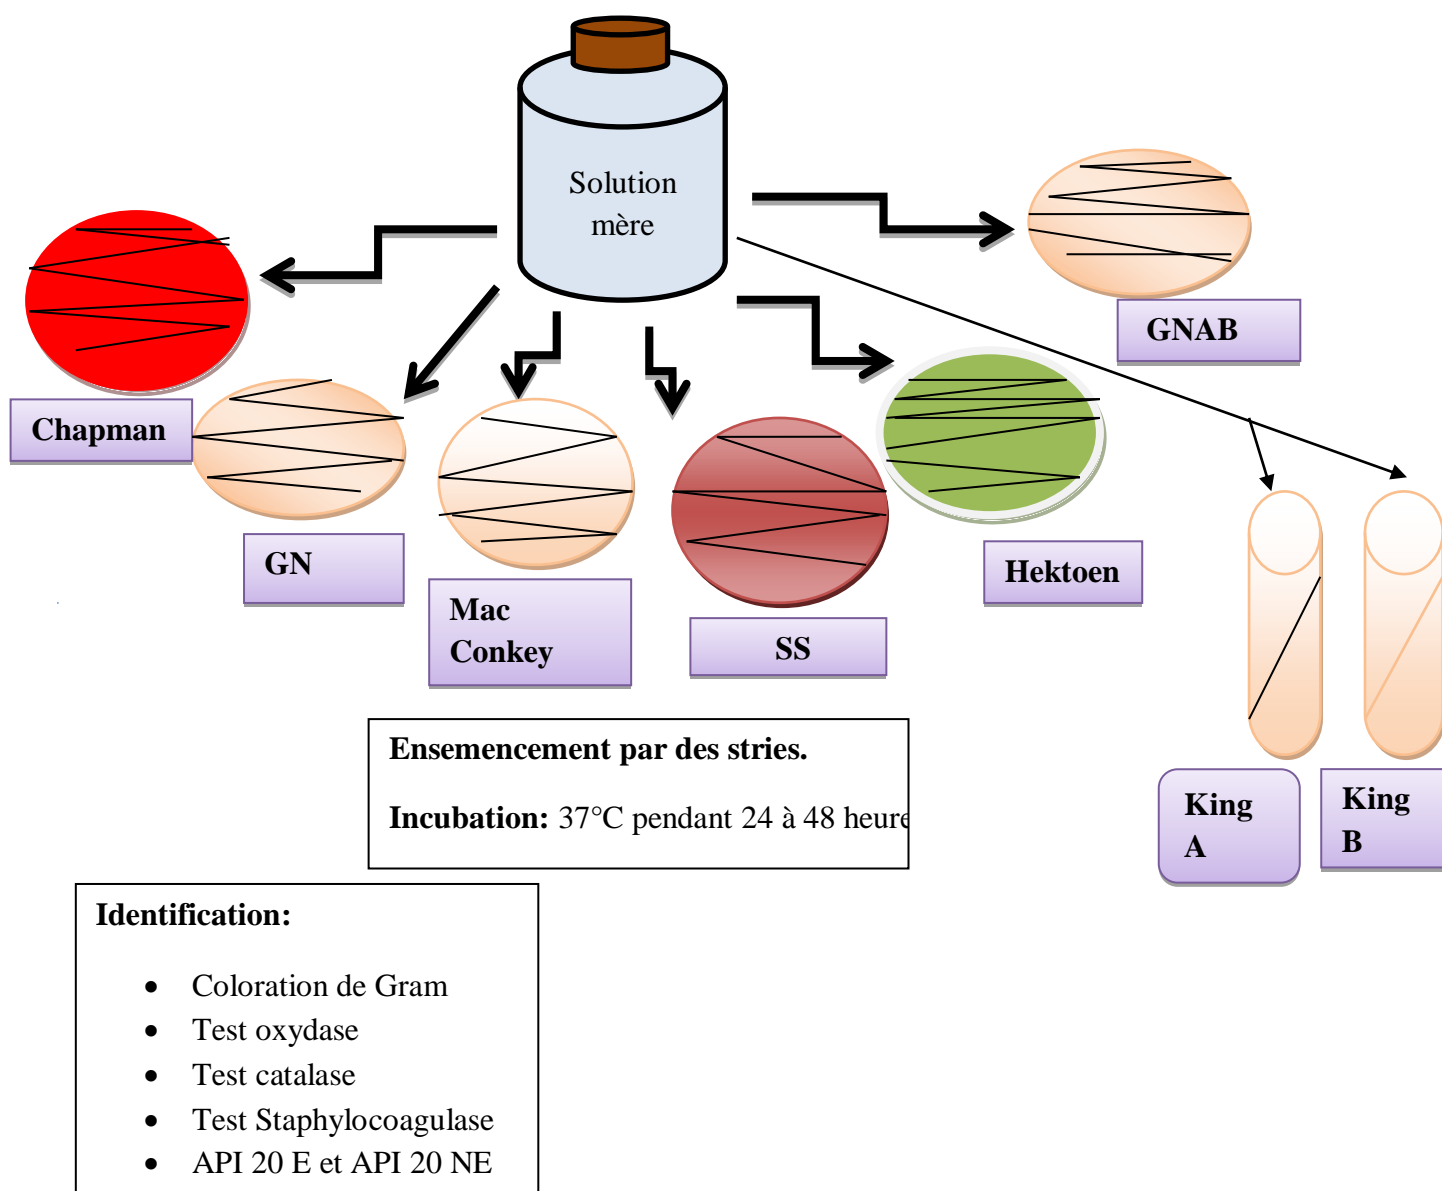 Solution
mère
GNAB
Chapman
GN
Mac
Conkey
SS
Hektoen
King
A
King
B
Ensemencement par des stries.
Incubation: 37°C pendant 24 à 48 heure
Identification:
• Coloration de Gram
• Test oxydase
• Test catalase
• Test Staphylocoagulase
• API 20 E et API 20 NE